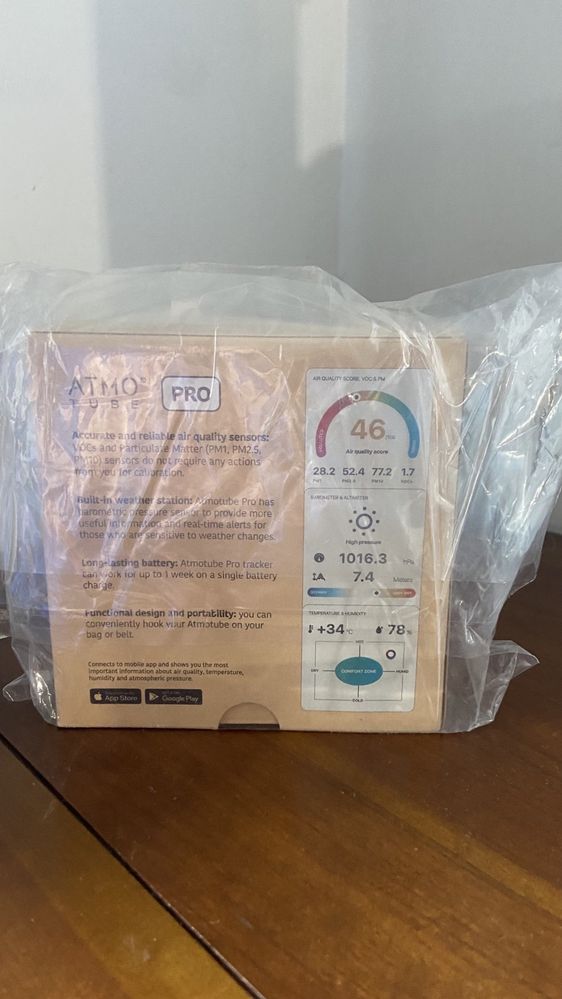 ATMO®
TUBE
PRO
Accurate and reliable air quality sensors:
VOCs and Particulate Matter (PM1, PM2.5,
PM10) sensors do not require any actions
from you for calibration.
Built-in weather station: Atmotube Pro has
barometric pressure sensor to provide more
useful information and real-time alerts for
those who are sensitive to weather changes.
Long-lasting battery: Atmotube Pro tracker
can work for up to 1 week on a single battery
charge.
Functional design and portability: you can
conveniently hook your Atmotube on your
bag or belt.
Connects to mobile app and shows you the most
important information about air quality, temperature,
humidity and atmospheric pressure.
App Store
Google Play
AIR QUALITY SCORE, VOC & PM
46/100
Air quality score
28.2 52.4 77.2 1.7
PM1 PM2.5 PM10 VOCs
BAROMETER & ALTIMETER
High pressure
1016.3 hPa
7.4 Meters
TEMPERATURE & HUMIDITY
+34 °C 78 %
HOT
DRY COMFORT ZONE HUMID
COLD